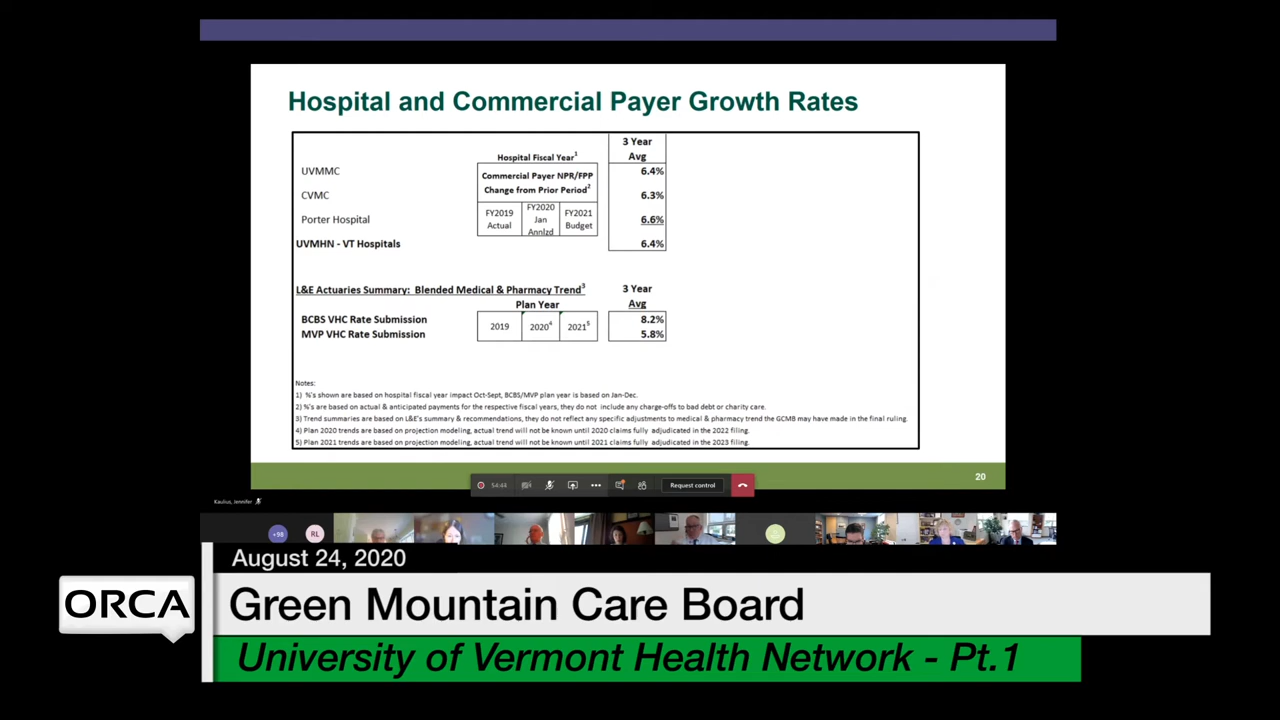 Hospital and Commercial Payer Growth Rates
Hospital Fiscal Year1
3 Year
Avg
Commercial Payer NPR/FPP
Change from Prior Period2
FY2019
Actual
FY2020
Jan
Annlzd
FY2021
Budget
UVMMC 6.4%
CVMC 6.3%
Porter Hospital 6.6%
UVMHN - VT Hospitals 6.4%
L&E Actuaries Summary: Blended Medical & Pharmacy Trend3
3 Year
Avg
Plan Year
2019 20204 20215
BCBS VHC Rate Submission 8.2%
MVP VHC Rate Submission 5.8%
Notes:
1) %'s shown are based on hospital fiscal year impact Oct-Sept, BCBS/MVP plan year is based on Jan-Dec.
2) %'s are based on actual & anticipated payments for the respective fiscal years, they do not include any charge-offs to bad debt or charity care.
3) Trend summaries are based on L&E's summary & recommendations, they do not reflect any specific adjustments to medical & pharmacy trend the GCMB may have made in the final ruling.
4) Plan 2020 trends are based on projection modeling, actual trend will not be known until 2020 claims fully adjudicated in the 2022 filing.
5) Plan 2021 trends are based on projection modeling, actual trend will not be known until 2021 claims fully adjudicated in the 2023 filing.
20
54:44
Request control
Kaulius, Jennifer
+98
RL
August 24, 2020
ORCA
Green Mountain Care Board
University of Vermont Health Network - Pt.1